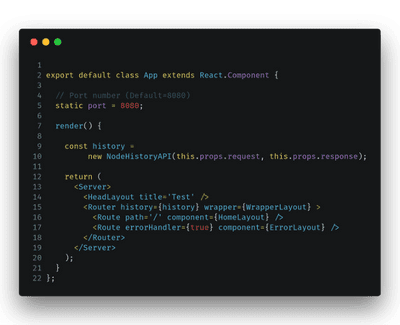 1
2 export default class App extends React.Component {
3
4 // Port number (Default=8080)
5 static port = 8080;
6
7 render() {
8
9 const history =
10 new NodeHistoryAPI(this.props.request, this.props.response);
11
12 return (
13 <Server>
14 <HeadLayout title='Test' />
15 <Router history={history} wrapper={WrapperLayout} >
16 <Route path='/' component={HomeLayout} />
17 <Route errorHandler={true} component={ErrorLayout} />
18 </Router>
19 </Server>
20 );
21 }
22 };